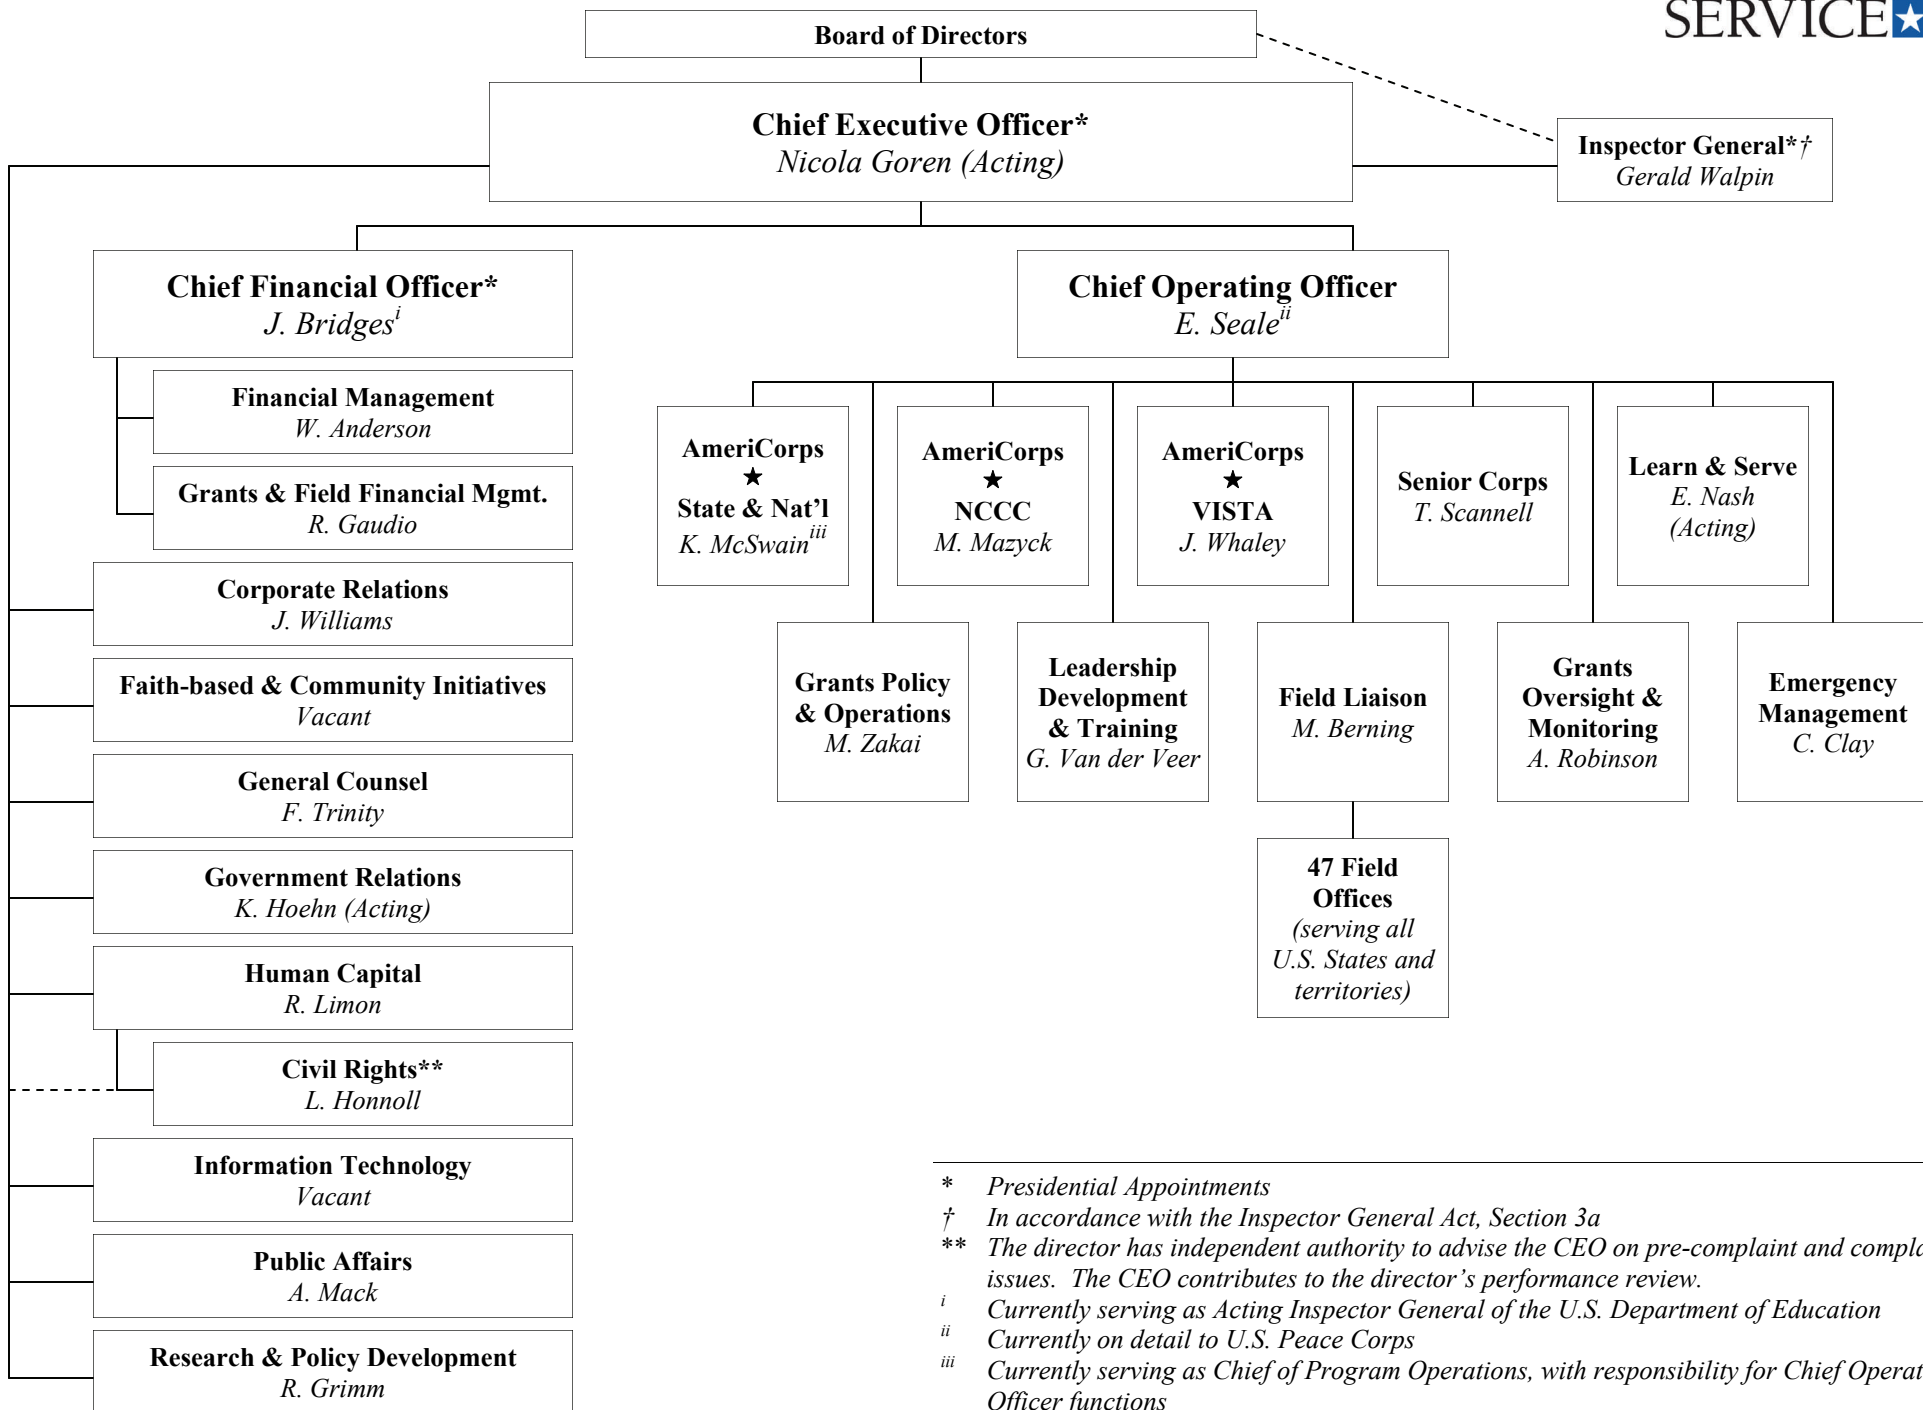 SERVICE
Board of Directors
Chief Executive Officer*
Nicola Goren (Acting)
Inspector General*†
Gerald Walpin
Chief Financial Officer*
J. Bridges^i
Chief Operating Officer
E. Seale^ii
Financial Management
W. Anderson
Grants & Field Financial Mgmt.
R. Gaudio
Corporate Relations
J. Williams
Faith-based & Community Initiatives
Vacant
General Counsel
F. Trinity
Government Relations
K. Hoehn (Acting)
Human Capital
R. Limon
Civil Rights**
L. Honnoll
Information Technology
Vacant
Public Affairs
A. Mack
Research & Policy Development
R. Grimm
AmeriCorps
★
State & Nat’l
K. McSwain^iii
AmeriCorps
★
NCCC
M. Mazyck
AmeriCorps
★
VISTA
J. Whaley
Senior Corps
T. Scannell
Learn & Serve
E. Nash
(Acting)
Grants Policy
& Operations
M. Zakai
Leadership
Development
& Training
G. Van der Veer
Field Liaison
M. Berning
Grants
Oversight &
Monitoring
A. Robinson
Emergency
Management
C. Clay
47 Field
Offices
(serving all
U.S. States and
territories)
* Presidential Appointments
† In accordance with the Inspector General Act, Section 3a
** The director has independent authority to advise the CEO on pre-complaint and
issues. The CEO contributes to the director’s performance review.
i Currently serving as Acting Inspector General of the U.S. Department of Education
ii Currently on detail to U.S. Peace Corps
iii Currently serving as Chief of Program Operations, with responsibility for Chief
Officer functions